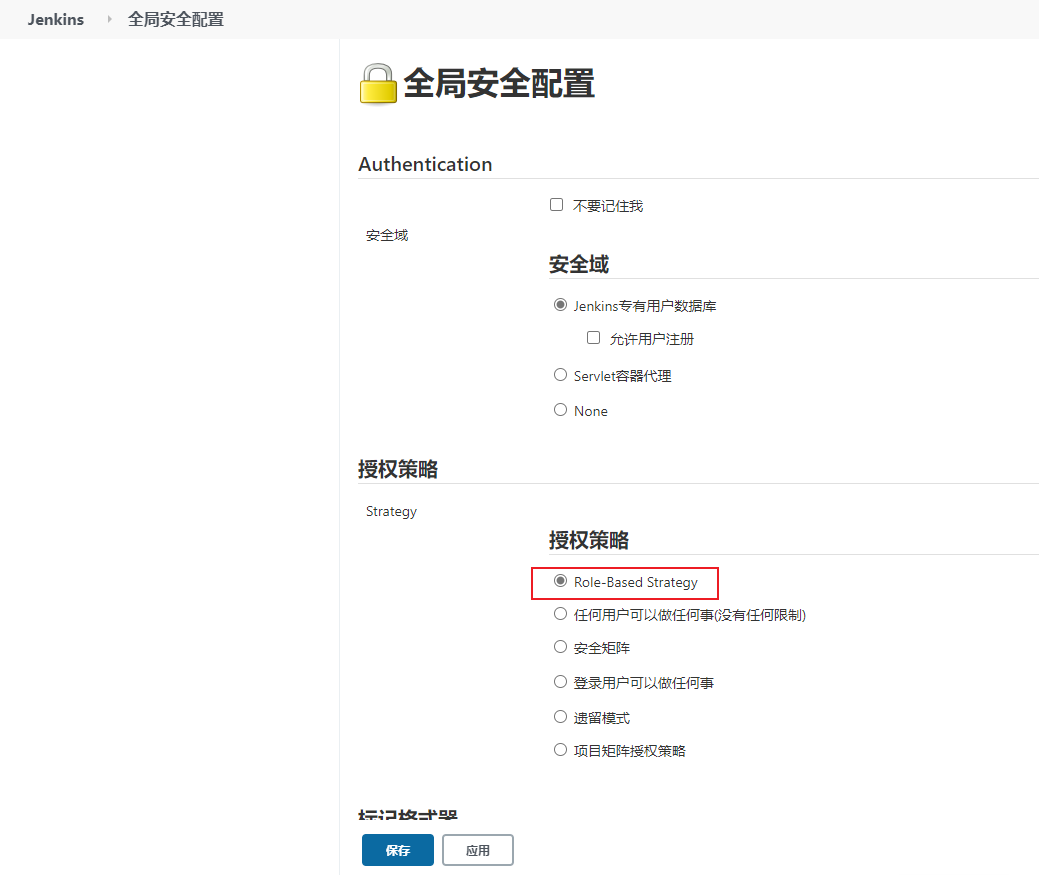 Jenkins 全局安全配置
全局安全配置
Authentication
不要记住我
安全域
安全域
Jenkins专有用户数据库
允许用户注册
Servlet容器代理
None
授权策略
Strategy
授权策略
Role-Based Strategy
任何用户可以做任何事(没有任何限制)
安全矩阵
登录用户可以做任何事
遗留模式
项目矩阵授权策略
标记格式器
保存 应用